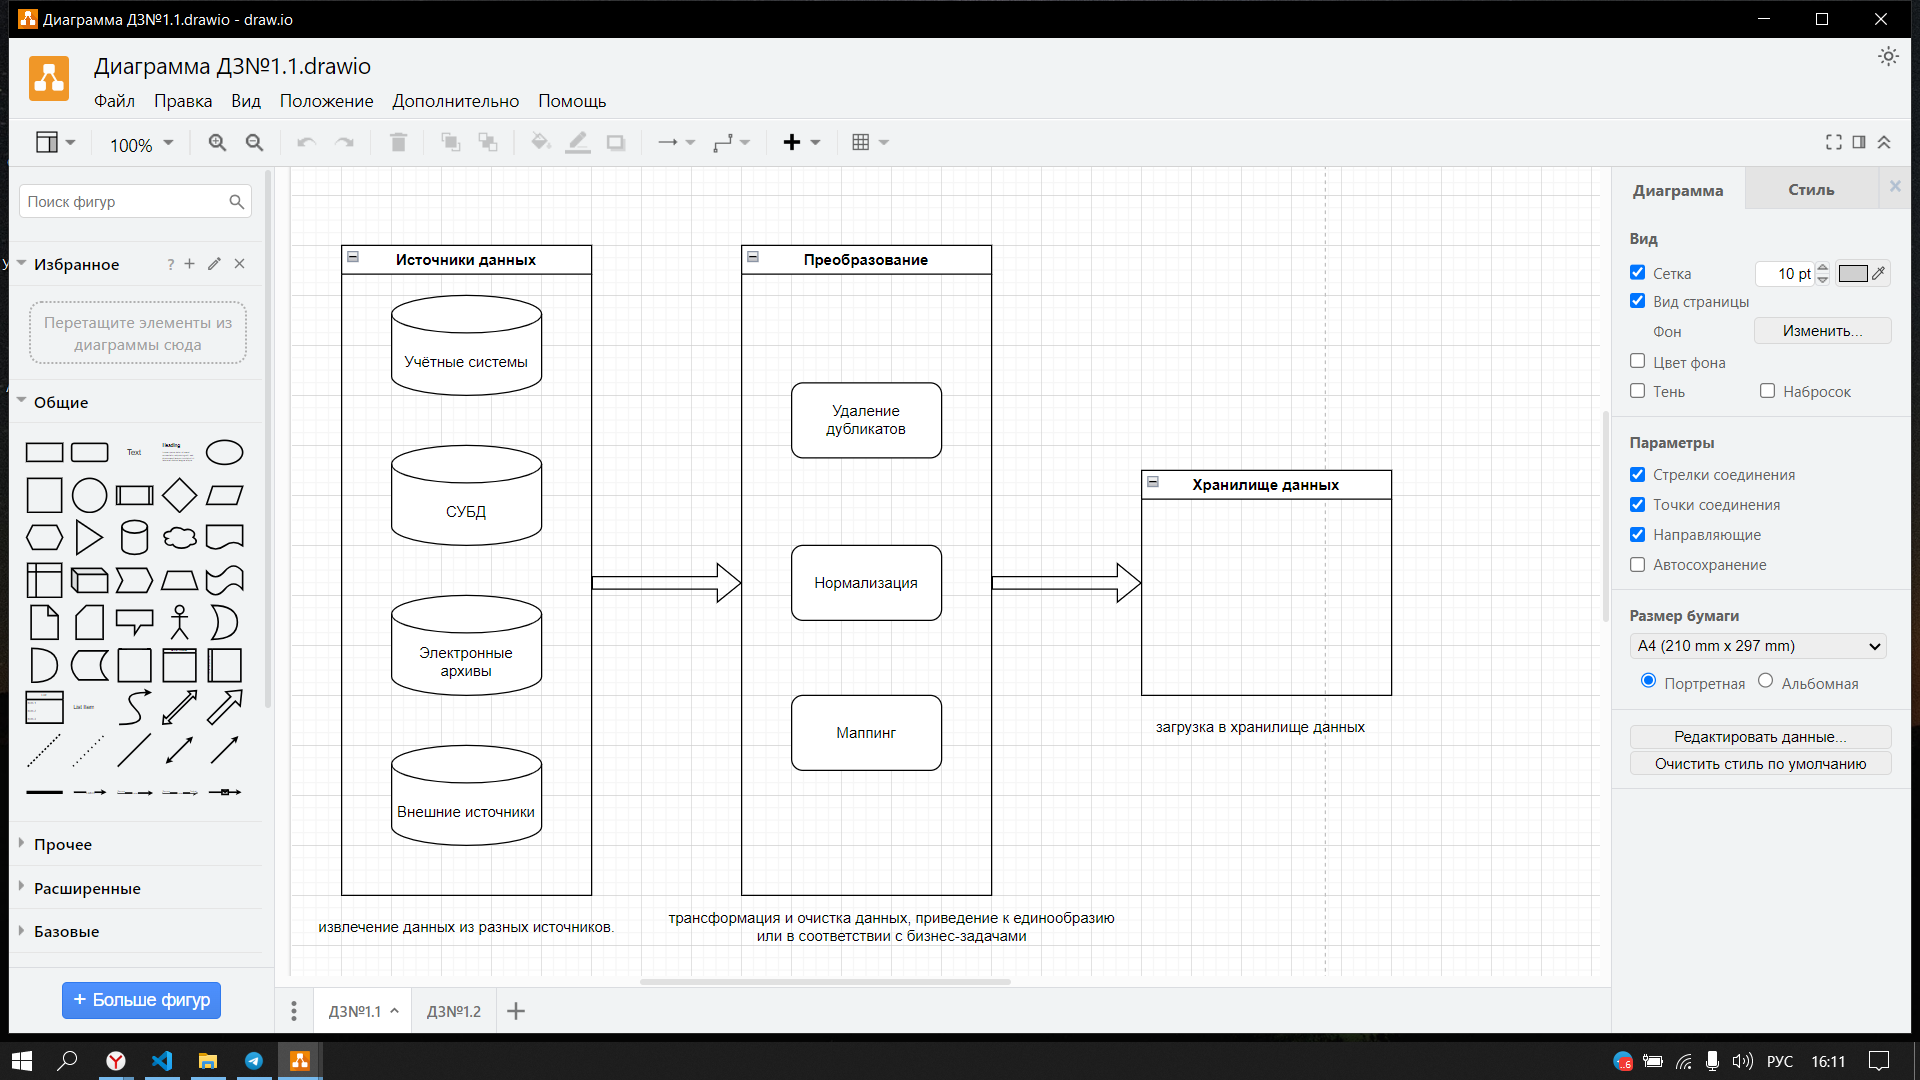 Диаграмма ДЗ№1.1.drawio - draw.io
Диаграмма ДЗ№1.1.drawio
Файл Правка Вид Положение Дополнительно Помощь
100%
Поиск фигур
Избранное
?
Перетащите элементы из
диаграммы сюда
Общие
Text
Heading
List Item
Прочее
Расширенные
Базовые
+ Больше фигур
Источники данных
Учётные системы
СУБД
Электронные
архивы
Внешние источники
извлечение данных из разных источников.
Преобразование
Удаление
дубликатов
Нормализация
Маппинг
трансформация и очистка данных, приведение к единообразию
или в соответствии с бизнес-задачами
Хранилище данных
загрузка в хранилище данных
ДЗ№1.1
ДЗ№1.2
Диаграмма
Стиль
Вид
Сетка
10 pt
Вид страницы
Фон
Изменить...
Цвет фона
Тень
Набросок
Параметры
Стрелки соединения
Точки соединения
Направляющие
Автосохранение
Размер бумаги
A4 (210 mm x 297 mm)
Портретная
Альбомная
Редактировать данные...
Очистить стиль по умолчанию
РУС
16:11